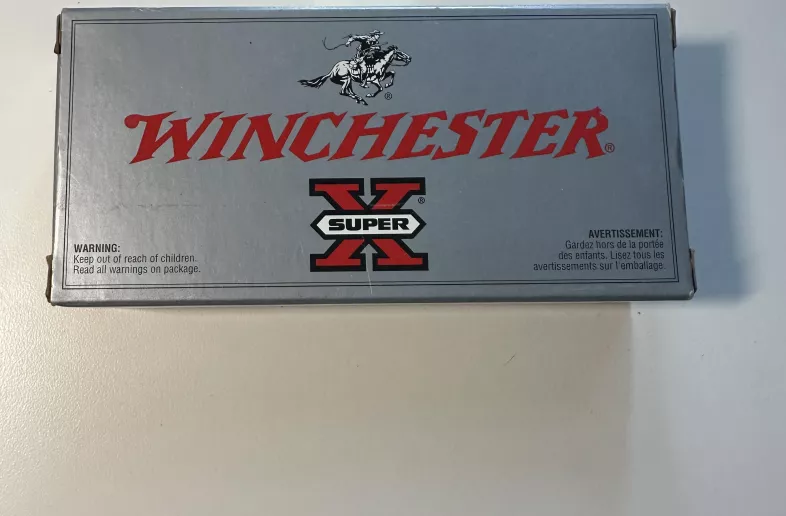 WINCHESTER®
X
SUPER
®
WARNING:
Keep out of reach of children.
Read all warnings on package.
AVERTISSEMENT:
Gardez hors de la portée
des enfants. Lisez tous les
avertissements sur l'emballage.